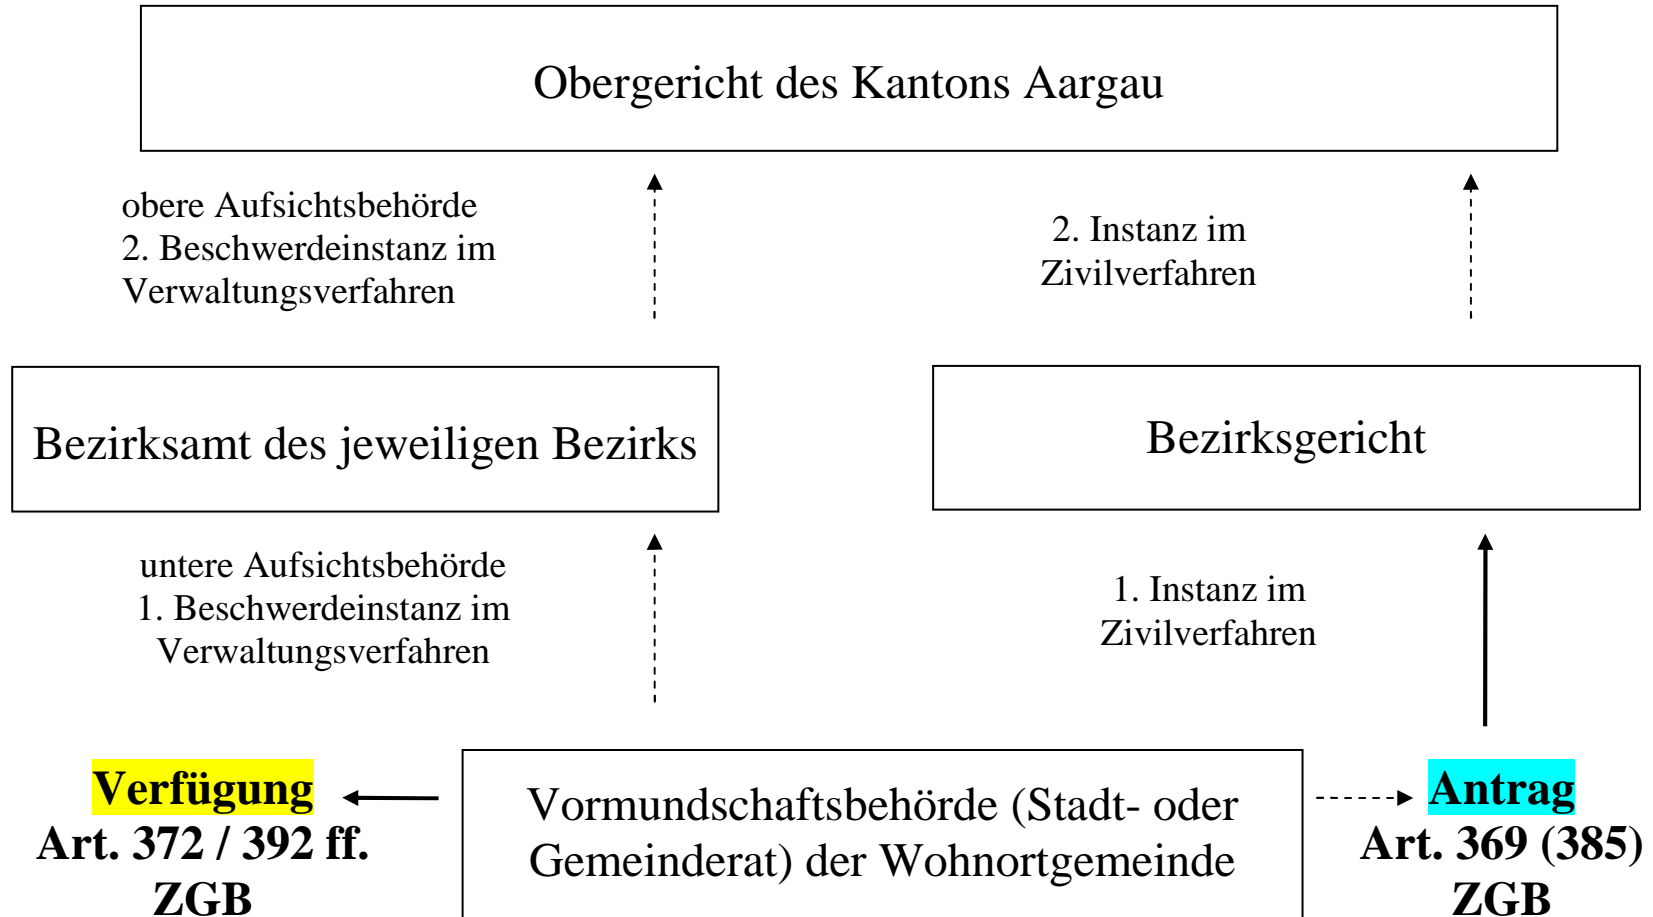 Obergericht des Kantons Aargau
obere Aufsichtsbehörde
2. Beschwerdeinstanz im
Verwaltungsverfahren
2. Instanz im
Zivilverfahren
Bezirksamt des jeweiligen Bezirks
Bezirksgericht
untere Aufsichtsbehörde
1. Beschwerdeinstanz im
Verwaltungsverfahren
1. Instanz im
Zivilverfahren
Verfügung
Art. 372 / 392 ff.
ZGB
Vormundschaftsbehörde (Stadt- oder
Gemeinderat) der Wohnortgemeinde
Antrag
Art. 369 (385)
ZGB